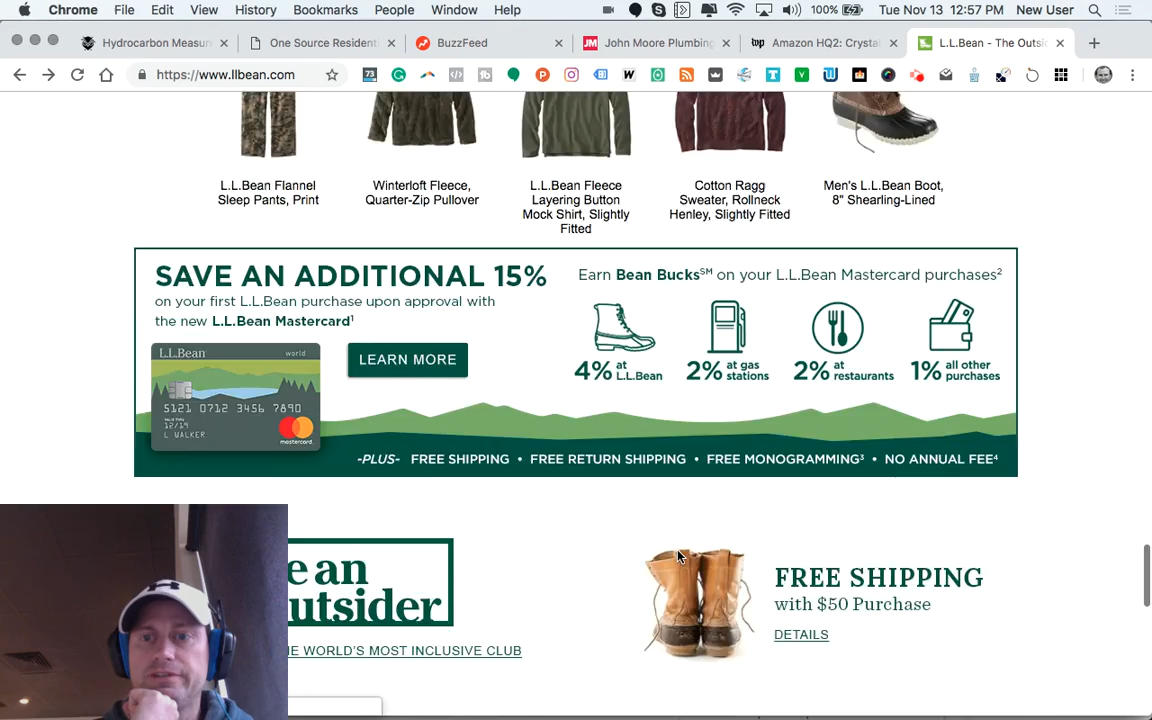 Chrome File Edit View History Bookmarks People Window Help 100% Tue Nov 13 12:57 PM New User
Hydrocarbon Measur One Source Residenti BuzzFeed John Moore Plumbing Amazon HQ2: Crystal L.L.Bean - The Outsid
https://www.llbean.com
L.L.Bean Flannel
Sleep Pants, Print
Winterloft Fleece,
Quarter-Zip Pullover
L.L.Bean Fleece
Layering Button
Mock Shirt, Slightly
Fitted
Cotton Ragg
Sweater, Rollneck
Henley, Slightly Fitted
Men's L.L.Bean Boot,
8" Shearling-Lined
SAVE AN ADDITIONAL 15%
on your first L.L.Bean purchase upon approval with
the new L.L.Bean Mastercard¹
LEARN MORE
L.L.Bean world
5121 0712 3456 7890
VALID THRU
12/19
L WALKER
mastercard
Earn Bean Bucks℠ on your L.L.Bean Mastercard purchases²
4% at L.L.Bean
2% at gas stations
2% at restaurants
1% all other purchases
-PLUS- FREE SHIPPING • FREE RETURN SHIPPING • FREE MONOGRAMMING³ • NO ANNUAL FEE⁴
e an
utsider
E WORLD'S MOST INCLUSIVE CLUB
FREE SHIPPING
with $50 Purchase
DETAILS